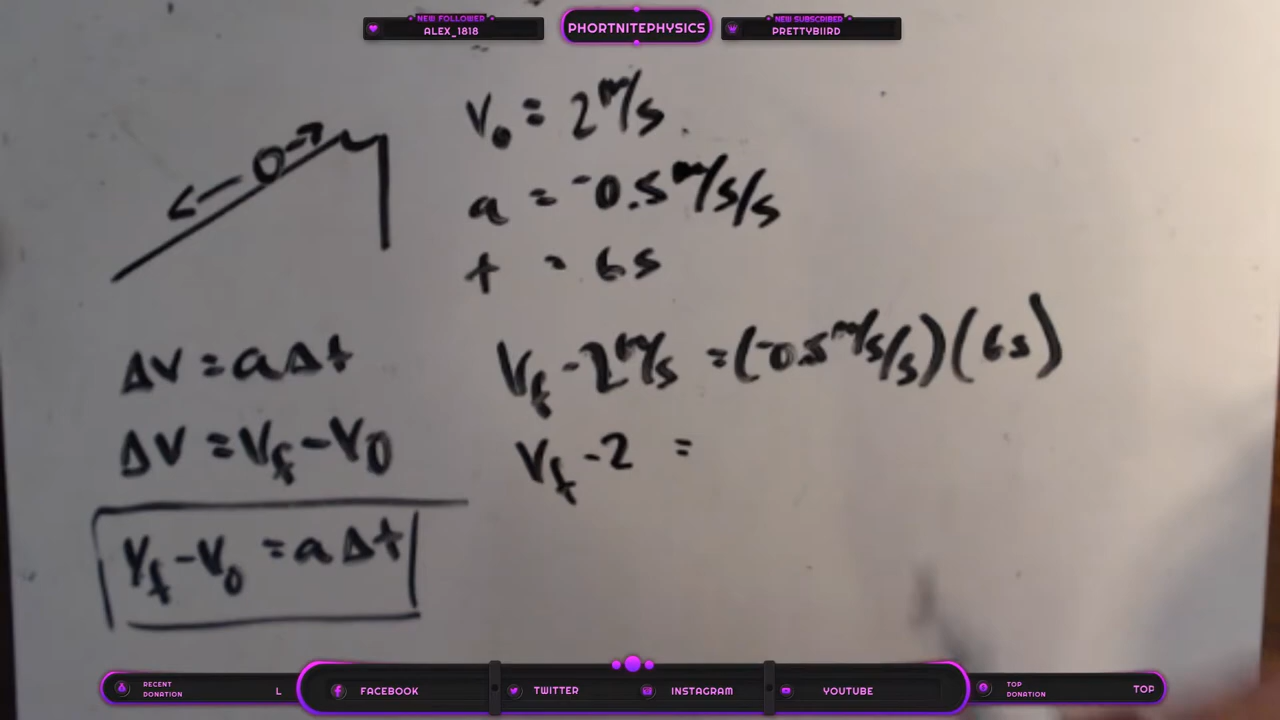 NEW FOLLOWER
ALEX_1818
PHORTNITEPHYSICS
NEW SUBSCRIBED
PRETTYBIIRD
V₀ = 2 m/s
a = -0.5 m/s/s
t = 6s
ΔV = aΔt
ΔV = Vf - V₀
Vf - V₀ = aΔt
Vf - 2 m/s = (-0.5 m/s/s)(6s)
Vf - 2 =
RECENT DONATION
L
FACEBOOK
TWITTER
INSTAGRAM
YOUTUBE
TOP DONATION
TOP